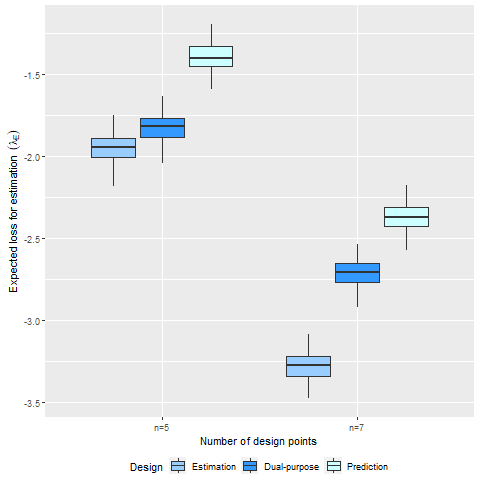 Expected loss for estimation (λ_E)
-1.5
-2.0
-2.5
-3.0
-3.5
n=5 n=7
Number of design points
Design Estimation Dual-purpose Prediction